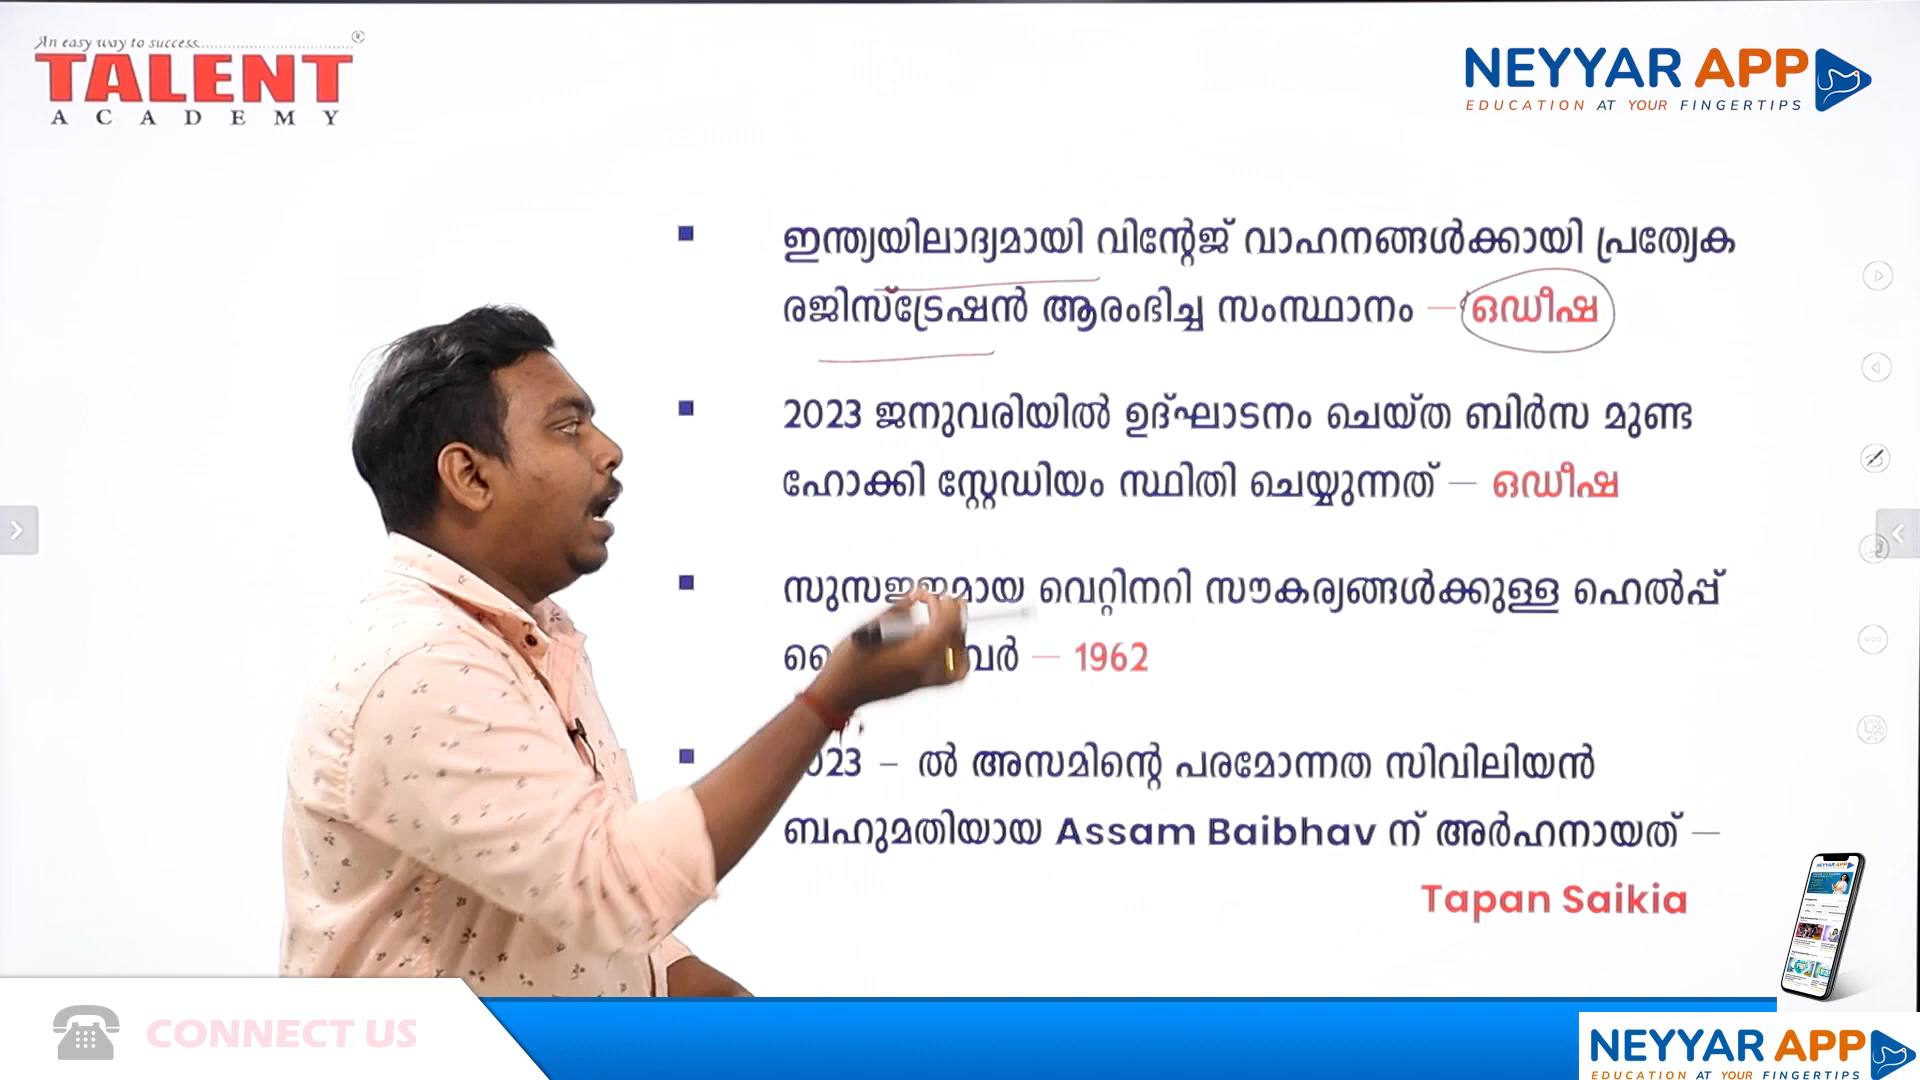 An easy way to success
TALENT
ACADEMY
NEYYAR APP
EDUCATION AT YOUR FINGERTIPS
ഇന്ത്യയിലാദ്യമായി വിന്റേജ് വാഹനങ്ങൾക്കായി പ്രത്യേക
രജിസ്ട്രേഷൻ ആരംഭിച്ച സംസ്ഥാനം – ഒഡീഷ
2023 ജനുവരിയിൽ ഉദ്ഘാടനം ചെയ്ത ബിർസ മുണ്ട
ഹോക്കി സ്റ്റേഡിയം സ്ഥിതി ചെയ്യുന്നത് – ഒഡീഷ
സുസജ്ജമായ വെറ്റിനറി സൗകര്യങ്ങൾക്കുള്ള ഹെൽപ്പ്
– 1962
– ൽ അസമിന്റെ പരമോന്നത സിവിലിയൻ
ബഹുമതിയായ Assam Baibhav ന് അർഹനായത് –
Tapan Saikia
CONNECT US
NEYYAR APP
EDUCATION AT YOUR FINGERTIPS